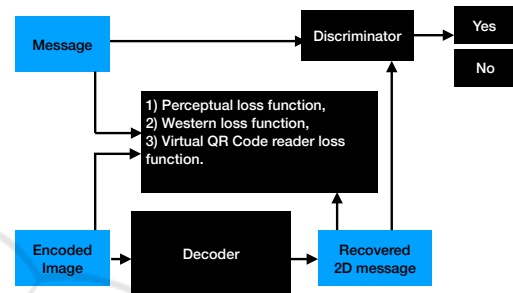 Message
Discriminator
Yes
No
1) Perceptual loss function,
2) Western loss function,
3) Virtual QR Code reader loss
function.
Encoded
Image
Decoder
Recovered
2D message